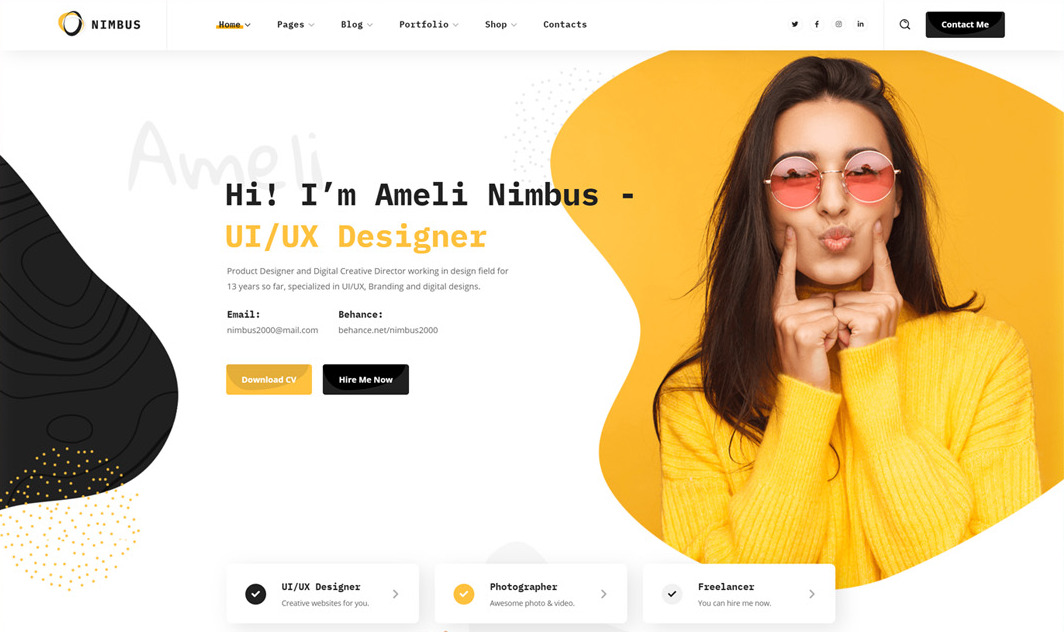 NIMBUS
Home Pages Blog Portfolio Shop Contacts
Contact Me
Ameli
Hi! I’m Ameli Nimbus -
UI/UX Designer
Product Designer and Digital Creative Director working in design field for
13 years so far, specialized in UI/UX, Branding and digital designs.
Email: Behance:
nimbus2000@mail.com behance.net/nimbus2000
Download CV Hire Me Now
UI/UX Designer
Creative websites for you.
Photographer
Awesome photo & video.
Freelancer
You can hire me now.